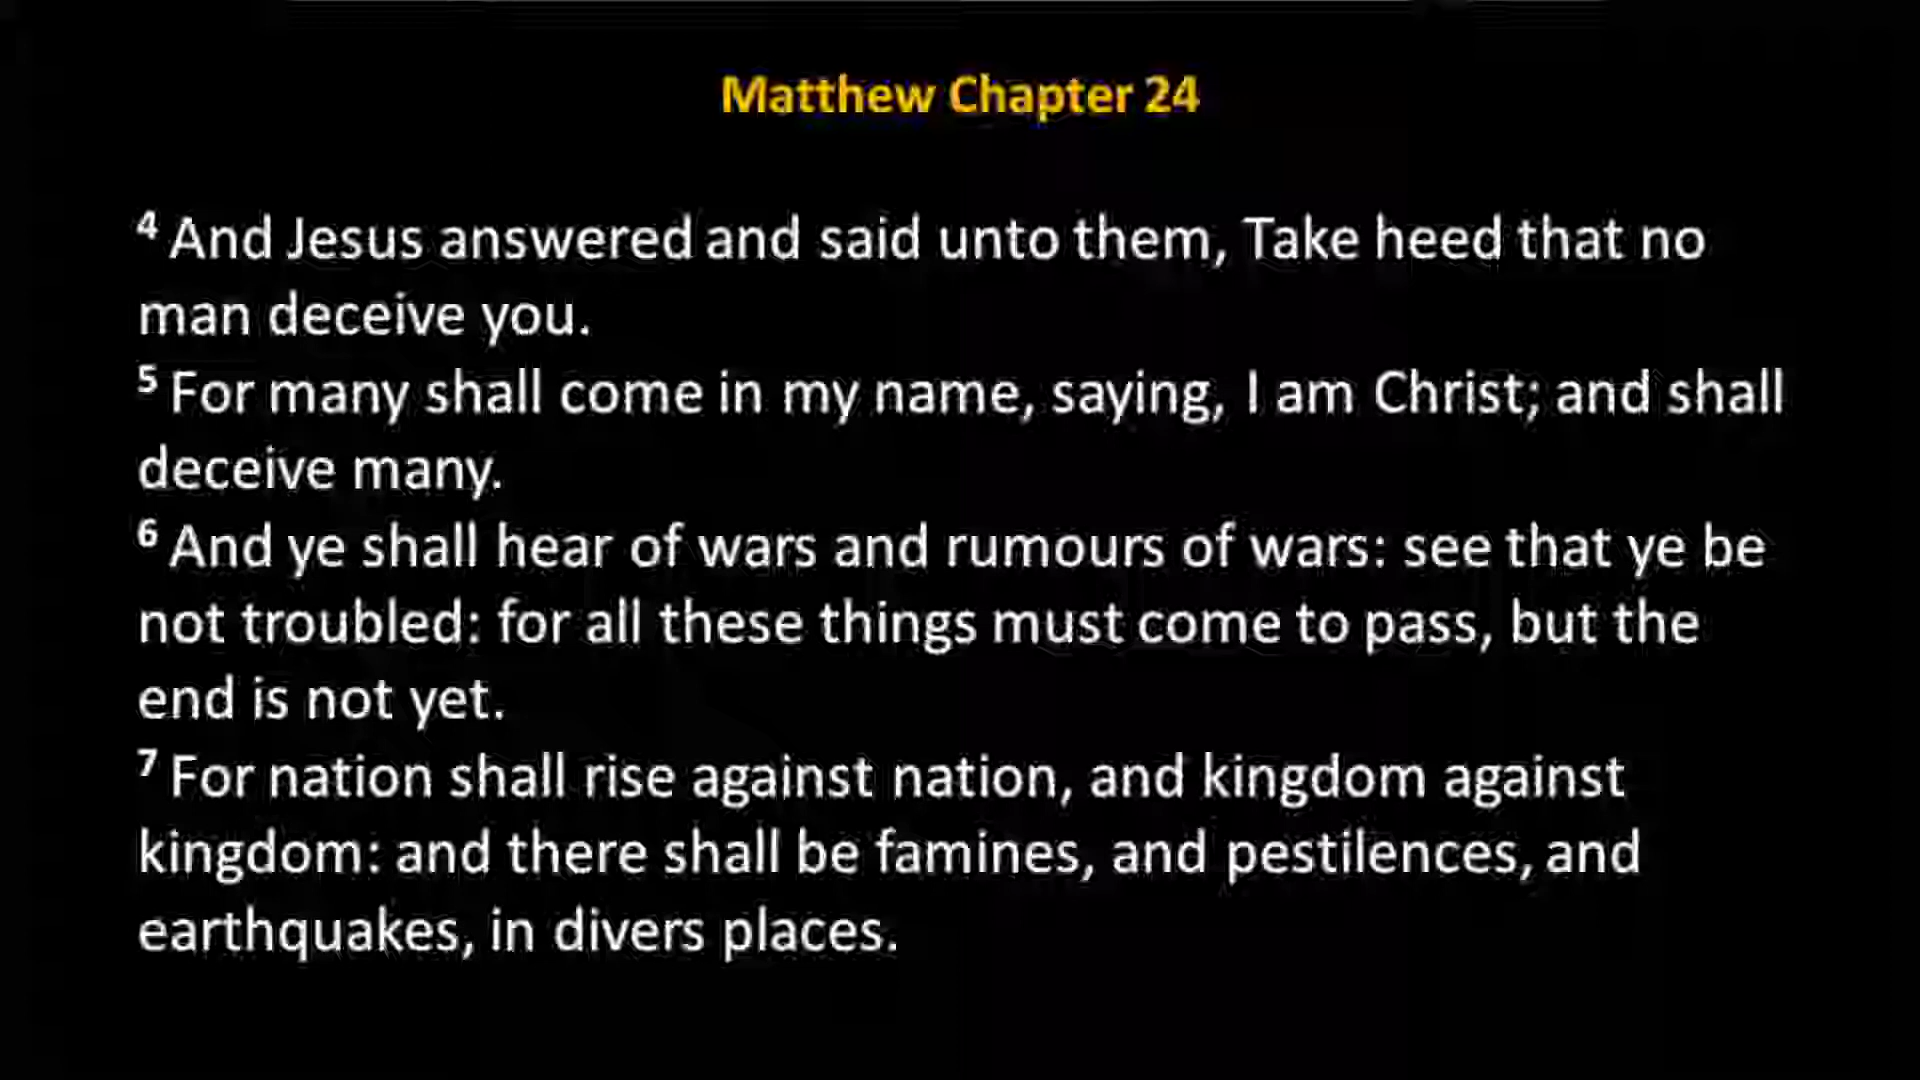 Matthew Chapter 24
4 And Jesus answered and said unto them, Take heed that no
man deceive you.
5 For many shall come in my name, saying, I am Christ; and shall
deceive many.
6 And ye shall hear of wars and rumours of wars: see that ye be
not troubled: for all these things must come to pass, but the
end is not yet.
7 For nation shall rise against nation, and kingdom against
kingdom: and there shall be famines, and pestilences, and
earthquakes, in divers places.